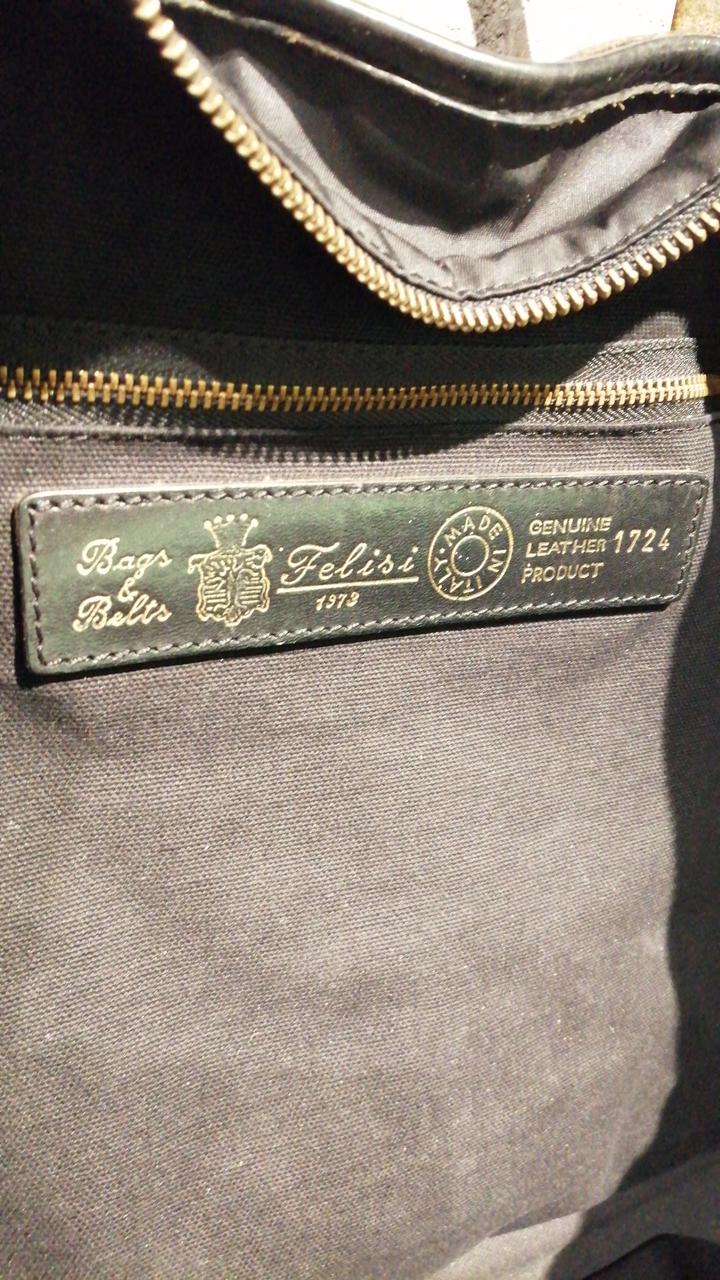 Bags
&
Belts
Felisi
1973
MADE IN ITALY
GENUINE
LEATHER
PRODUCT
1724